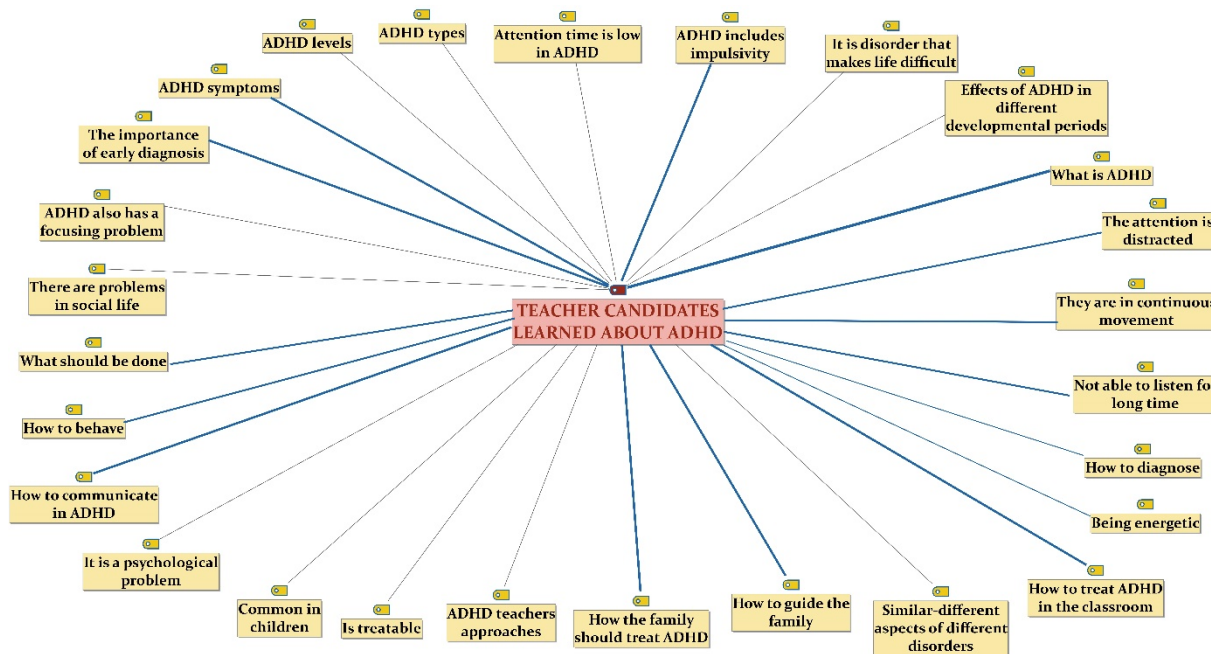 ADHD levels
ADHD types
Attention time is low
in ADHD
ADHD includes
impulsivity
It is disorder that
makes life difficult
ADHD symptoms
Effects of ADHD in
different
developmental periods
The importance
of early diagnosis
What is ADHD
ADHD also has a
focusing problem
The attention is
distracted
There are problems
in social life
They are in continuous
movement
TEACHER CANDIDATES
LEARNED ABOUT ADHD
What should be done
Not able to listen fo
long time
How to behave
How to diagnose
How to communicate
in ADHD
Being energetic
It is a psychological
problem
How to treat ADHD
in the classroom
Common in
children
Is treatable
ADHD teachers
approaches
How the family
should treat ADHD
How to guide the
family
Similar-different
aspects of different
disorders